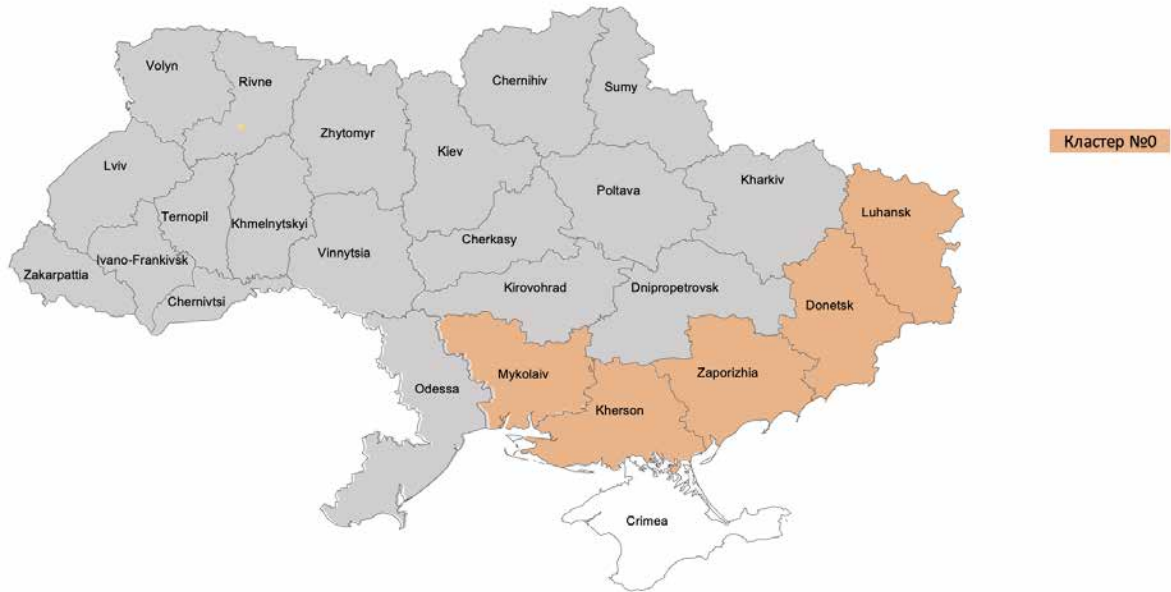 Volyn
Rivne
Chernihiv
Sumy
Zhytomyr
Kiev
Кластер №0
Lviv
Kharkiv
Poltava
Ternopil
Khmelnytskyi
Luhansk
Cherkasy
Vinnytsia
Ivano-Frankivsk
Zakarpattia
Kirovohrad
Dnipropetrovsk
Chernivtsi
Donetsk
Mykolaiv
Zaporizhia
Odessa
Kherson
Crimea